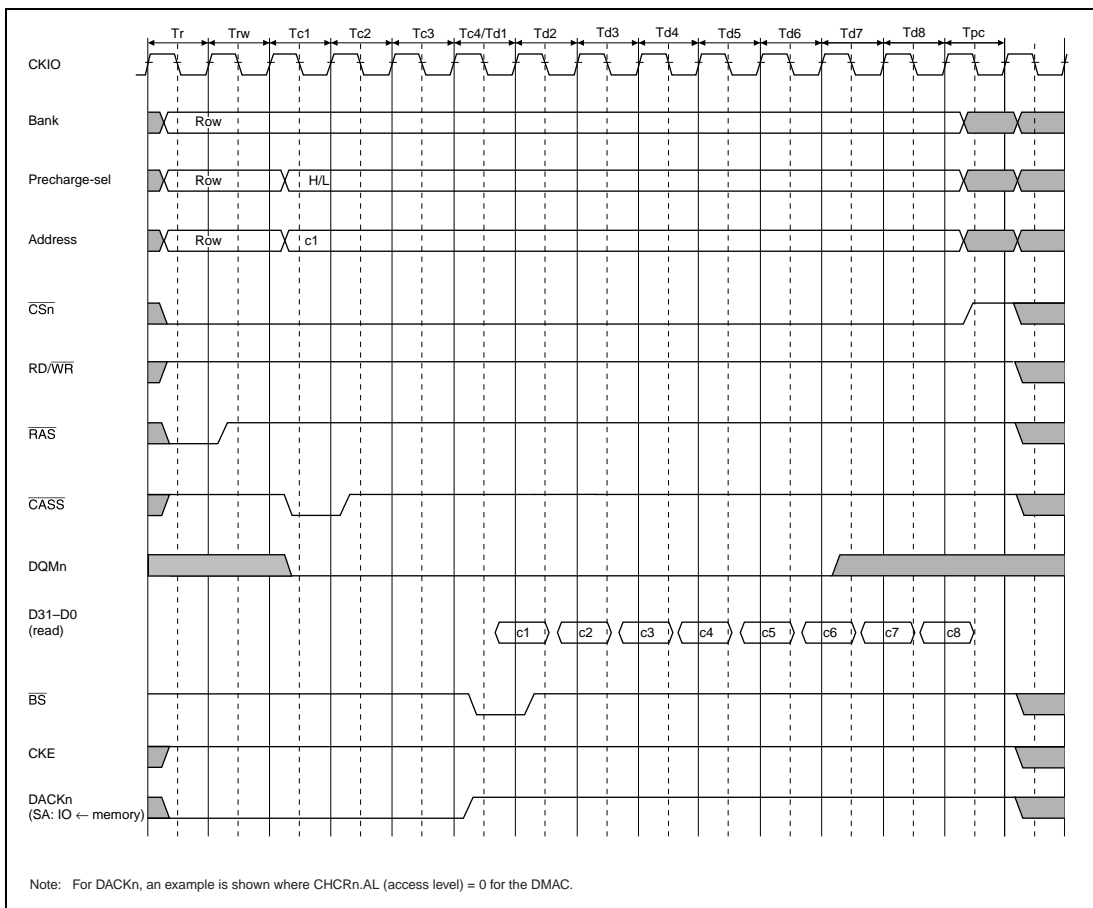 Tr Trw Tc1 Tc2 Tc3 Tc4/Td1 Td2 Td3 Td4 Td5 Td6 Td7 Td8 Tpc
CKIO
Bank Row
Precharge-sel Row H/L
Address Row c1
CSn
RD/WR
RAS
CASS
DQMn
D31–D0
(read) c1 c2 c3 c4 c5 c6 c7 c8
BS
CKE
DACKn
(SA: IO ← memory)
Note: For DACKn, an example is shown where CHCRn.AL (access level) = 0 for the DMAC.